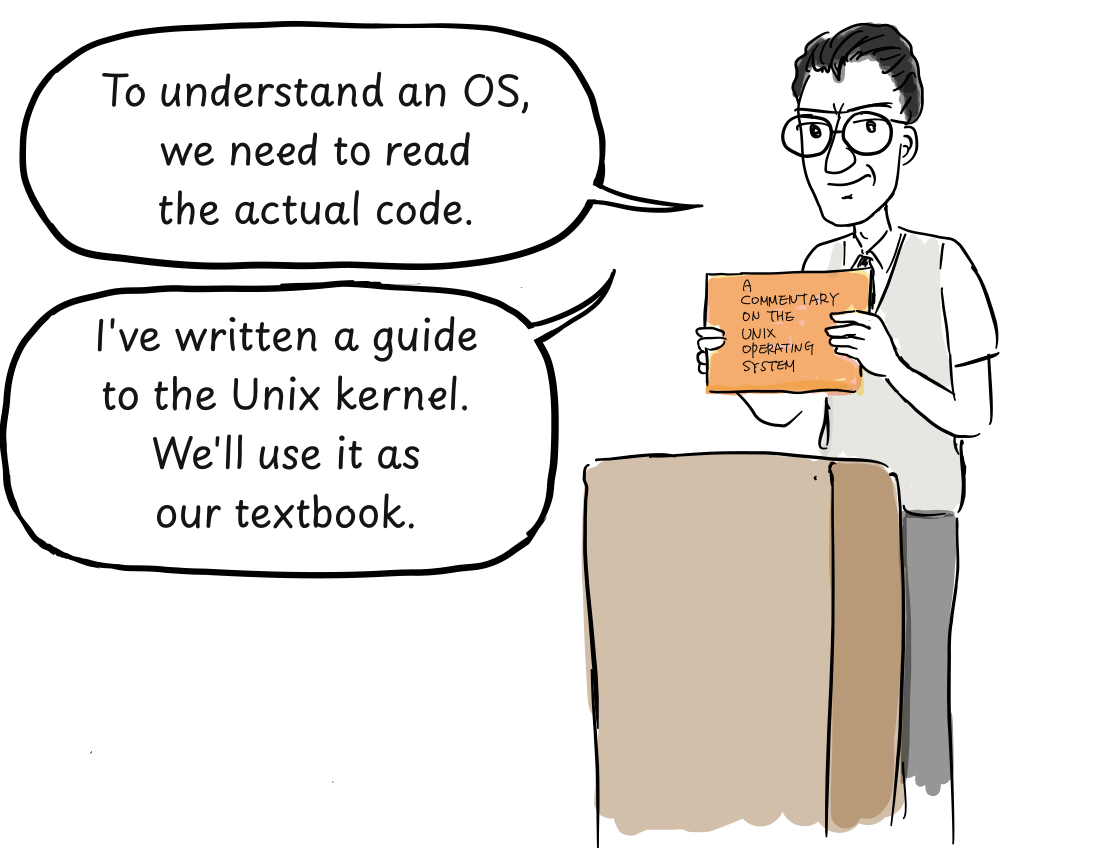 To understand an OS,
we need to read
the actual code.
I've written a guide
to the Unix kernel.
We'll use it as
our textbook.
A
COMMENTARY
ON THE
UNIX
OPERATING
SYSTEM